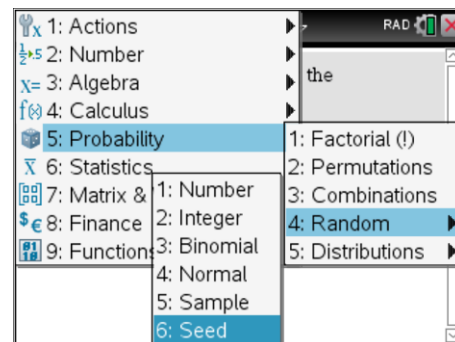 1: Actions
2: Number
3: Algebra
4: Calculus
5: Probability
6: Statistics
7: Matrix &
8: Finance
9: Functions
RAD
the
1: Factorial (!)
2: Permutations
3: Combinations
4: Random
5: Distributions
1: Number
2: Integer
3: Binomial
4: Normal
5: Sample
6: Seed